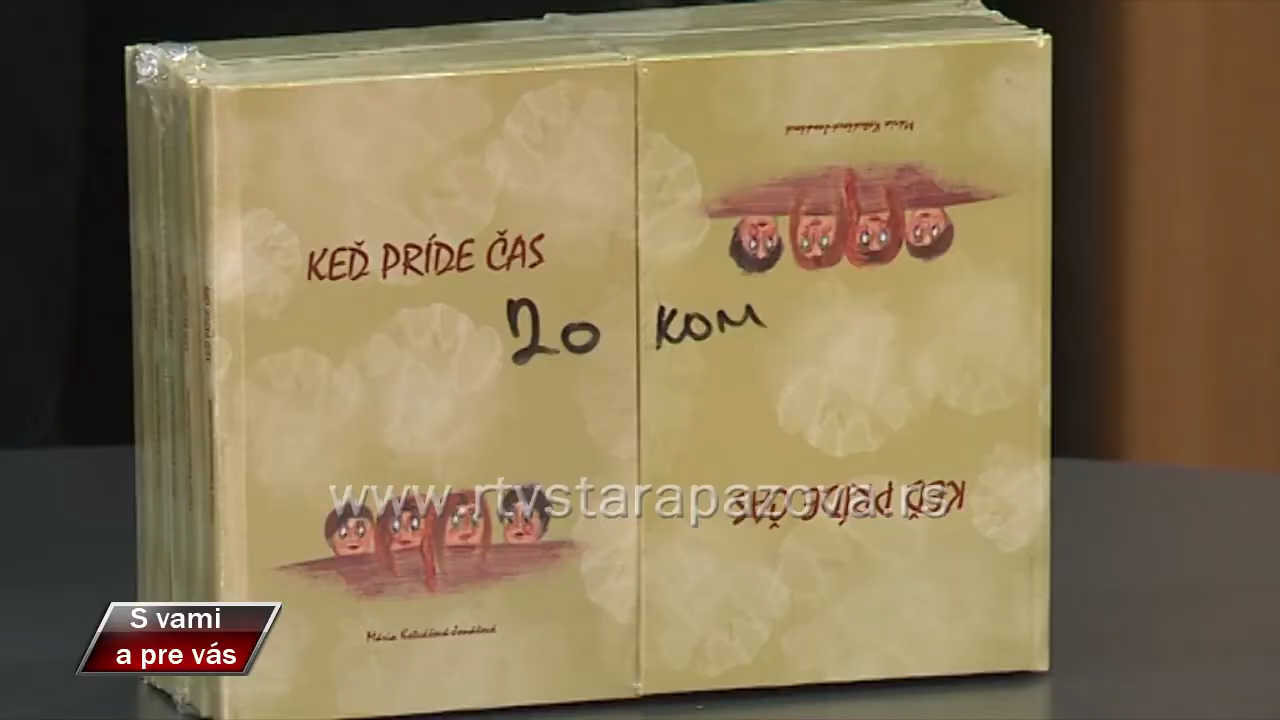 KEĎ PRÍDE ČAS
20 KOM
www.rtvstarapazova.rs
KEĎ PRÍDE ČAS
S vami
a pre vás